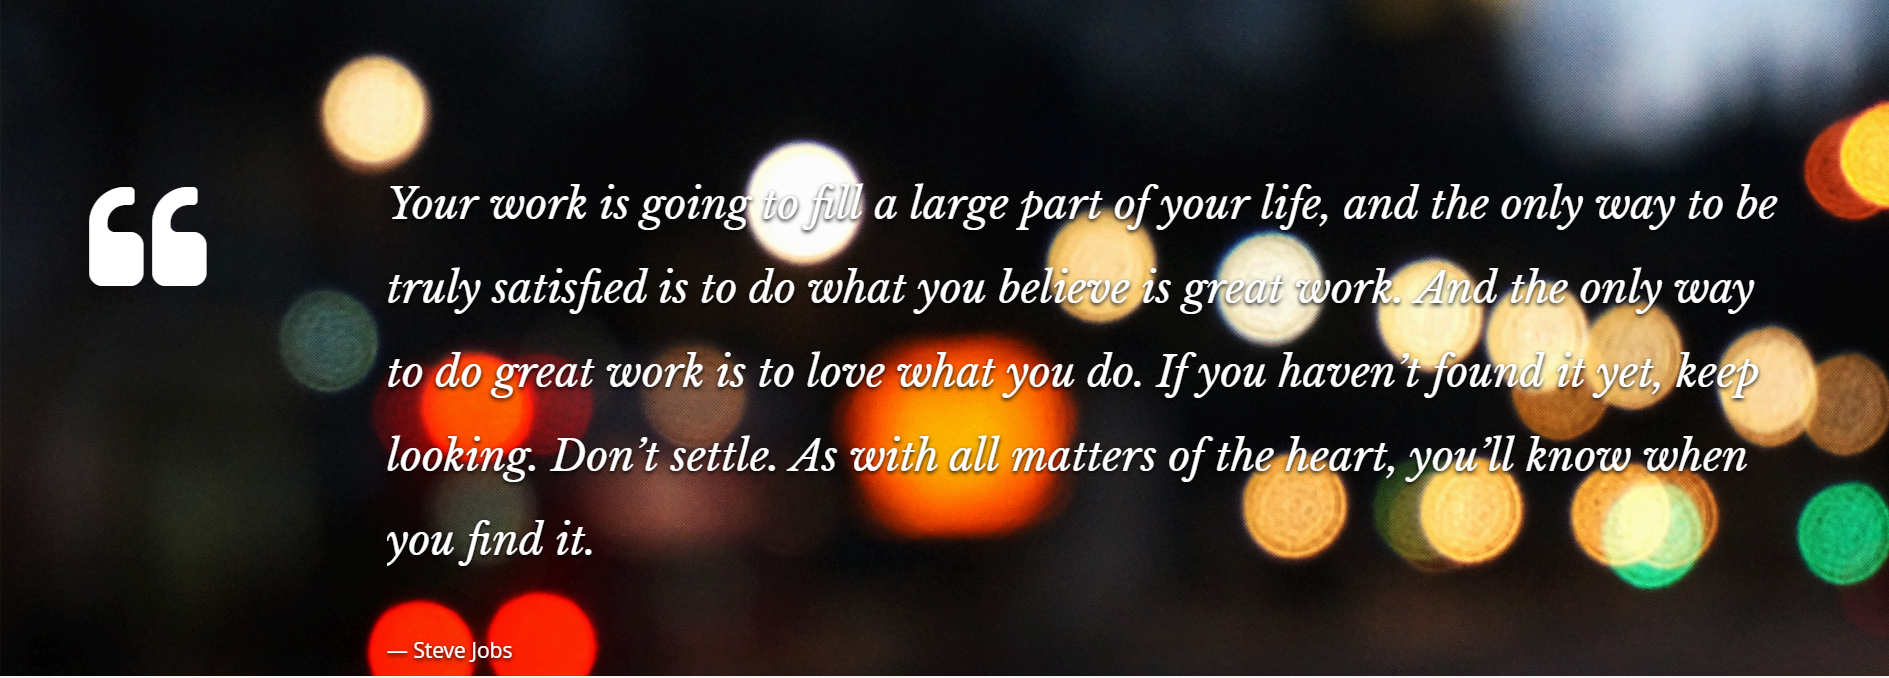 “
Your work is going to fill a large part of your life, and the only way to be
truly satisfied is to do what you believe is great work. And the only way
to do great work is to love what you do. If you haven’t found it yet, keep
looking. Don’t settle. As with all matters of the heart, you’ll know when
you find it.
— Steve Jobs